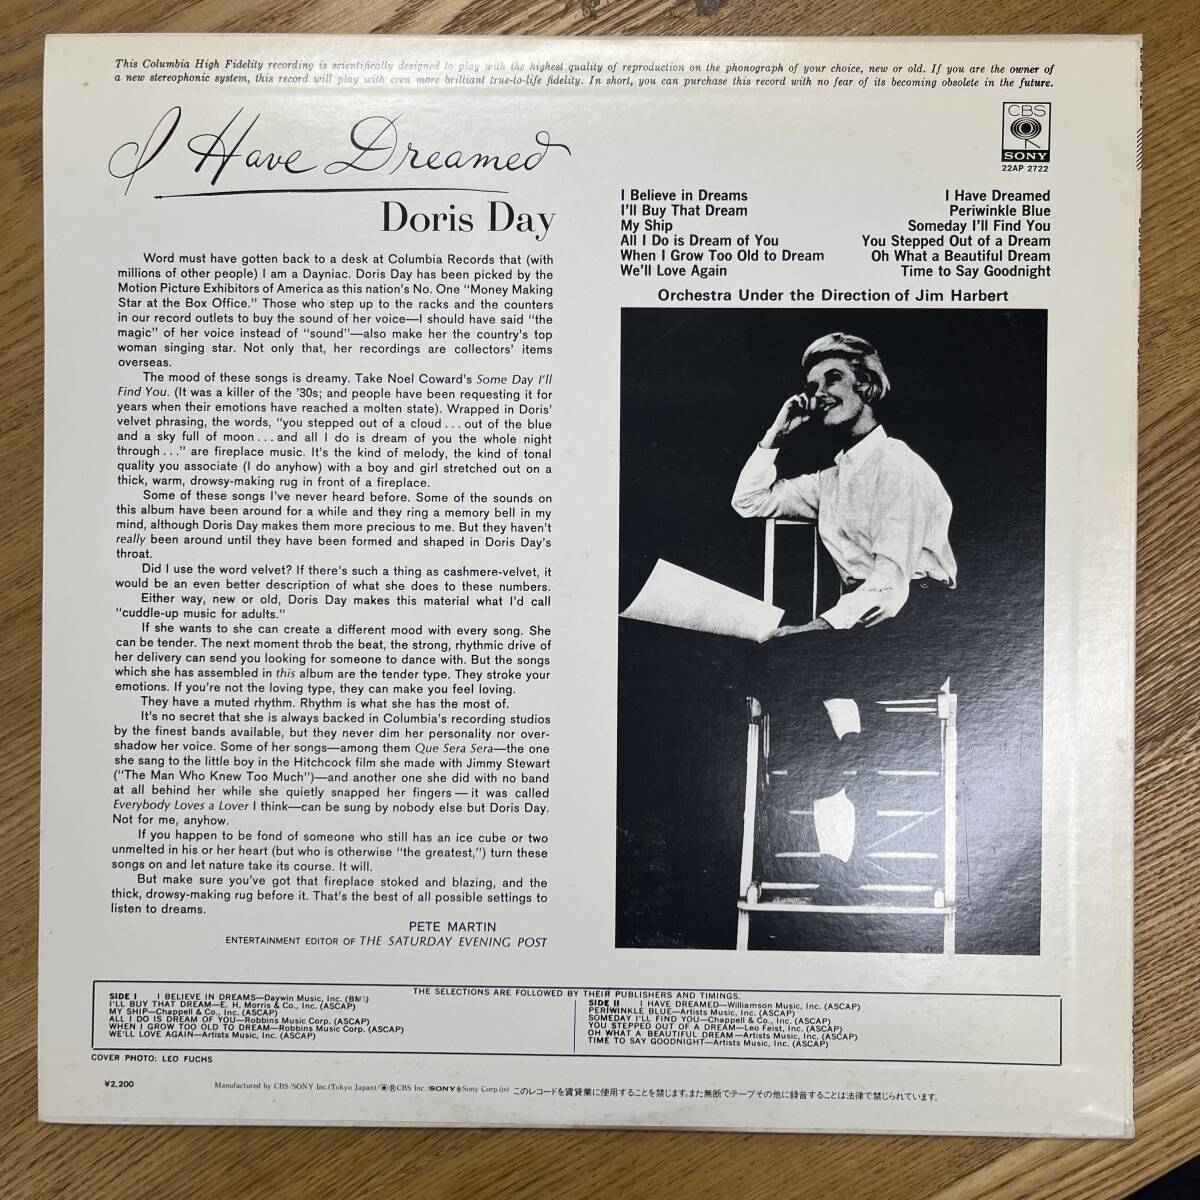 This Columbia High Fidelity recording is scientifically designed to play with the highest quality of reproduction on the phonograph of your choice, new or old. If you are the owner of
a new stereophonic system, this record will play with even more brilliant true-to-life fidelity. In short, you can purchase this record with no fear of its becoming obsolete in the future.
I Have Dreamed
Doris Day
CBS
SONY
22AP 2722
I Believe in Dreams
I'll Buy That Dream
My Ship
All I Do is Dream of You
When I Grow Too Old to Dream
We'll Love Again
I Have Dreamed
Periwinkle Blue
Someday I'll Find You
You Stepped Out of a Dream
Oh What a Beautiful Dream
Time to Say Goodnight
Orchestra Under the Direction of Jim Harbert
Word must have gotten back to a desk at Columbia Records that (with
millions of other people) I am a Dayniac. Doris Day has been picked by the
Motion Picture Exhibitors of America as this nation's No. One "Money Making
Star at the Box Office." Those who step up to the racks and the counters
in our record outlets to buy the sound of her voice—I should have said "the
magic" of her voice instead of "sound"—also make her the country's top
woman singing star. Not only that, her recordings are collectors' items
overseas.
The mood of these songs is dreamy. Take Noel Coward's Some Day I'll
Find You. (It was a killer of the '30s; and people have been requesting it for
years when their emotions have reached a molten state). Wrapped in Doris'
velvet phrasing, the words, "you stepped out of a cloud . . . out of the blue
and a sky full of moon . . . and all I do is dream of you the whole night
through . . ." are fireplace music. It's the kind of melody, the kind of tonal
quality you associate (I do anyhow) with a boy and girl stretched out on a
thick, warm, drowsy-making rug in front of a fireplace.
Some of these songs I've never heard before. Some of the sounds on
this album have been around for a while and they ring a memory bell in my
mind, although Doris Day makes them more precious to me. But they haven't
really been around until they have been formed and shaped in Doris Day's
throat.
Did I use the word velvet? If there's such a thing as cashmere-velvet, it
would be an even better description of what she does to these numbers.
Either way, new or old, Doris Day makes this material what I'd call
"cuddle-up music for adults."
If she wants to she can create a different mood with every song. She
can be tender. The next moment throb the beat, the strong, rhythmic drive of
her delivery can send you looking for someone to dance with. But the songs
which she has assembled in this album are the tender type. They stroke your
emotions. If you're not the loving type, they can make you feel loving.
They have a muted rhythm. Rhythm is what she has the most of.
It's no secret that she is always backed in Columbia's recording studios
by the finest bands available, but they never dim her personality nor over-
shadow her voice. Some of her songs—among them Que Sera Sera—the one
she sang to the little boy in the Hitchcock film she made with Jimmy Stewart
("The Man Who Knew Too Much")—and another one she did with no band
at all behind her while she quietly snapped her fingers—it was called
Everybody Loves a Lover I think—can be sung by nobody else but Doris Day.
Not for me, anyhow.
If you happen to be fond of someone who still has an ice cube or two
unmelted in his or her heart (but who is otherwise "the greatest,") turn these
songs on and let nature take its course. It will.
But make sure you've got that fireplace stoked and blazing, and the
thick, drowsy-making rug before it. That's the best of all possible settings to
listen to dreams.
PETE MARTIN
ENTERTAINMENT EDITOR OF THE SATURDAY EVENING POST
THE SELECTIONS ARE FOLLOWED BY THEIR PUBLISHERS AND TIMINGS.
SIDE I I BELIEVE IN DREAMS—Daywin Music, Inc. (BMI)
I'LL BUY THAT DREAM—E. H. Morris & Co., Inc. (ASCAP)
MY SHIP—Chappell & Co., Inc. (ASCAP)
ALL I DO IS DREAM OF YOU—Robbins Music Corp. (ASCAP)
WHEN I GROW TOO OLD TO DREAM—Robbins Music Corp. (ASCAP)
WE'LL LOVE AGAIN—Artists Music, Inc. (ASCAP)
SIDE II I HAVE DREAMED—Williamson Music, Inc. (ASCAP)
PERIWINKLE BLUE—Artists Music, Inc. (ASCAP)
SOMEDAY I'LL FIND YOU—Chappell & Co., Inc. (ASCAP)
YOU STEPPED OUT OF A DREAM—Leo Feist, Inc. (ASCAP)
OH WHAT A BEAUTIFUL DREAM—Artists Music, Inc. (ASCAP)
TIME TO SAY GOODNIGHT—Artists Music, Inc. (ASCAP)
COVER PHOTO: LEO FUCHS
¥2,200
Manufactured by CBS/SONY Inc. (Tokyo Japan)/ ℗CBS Inc./SONY Sony Corp. (js) このレコードを賃貸業に使用することを禁じます。また無断でテープその他に録音することは法律で禁じられています。